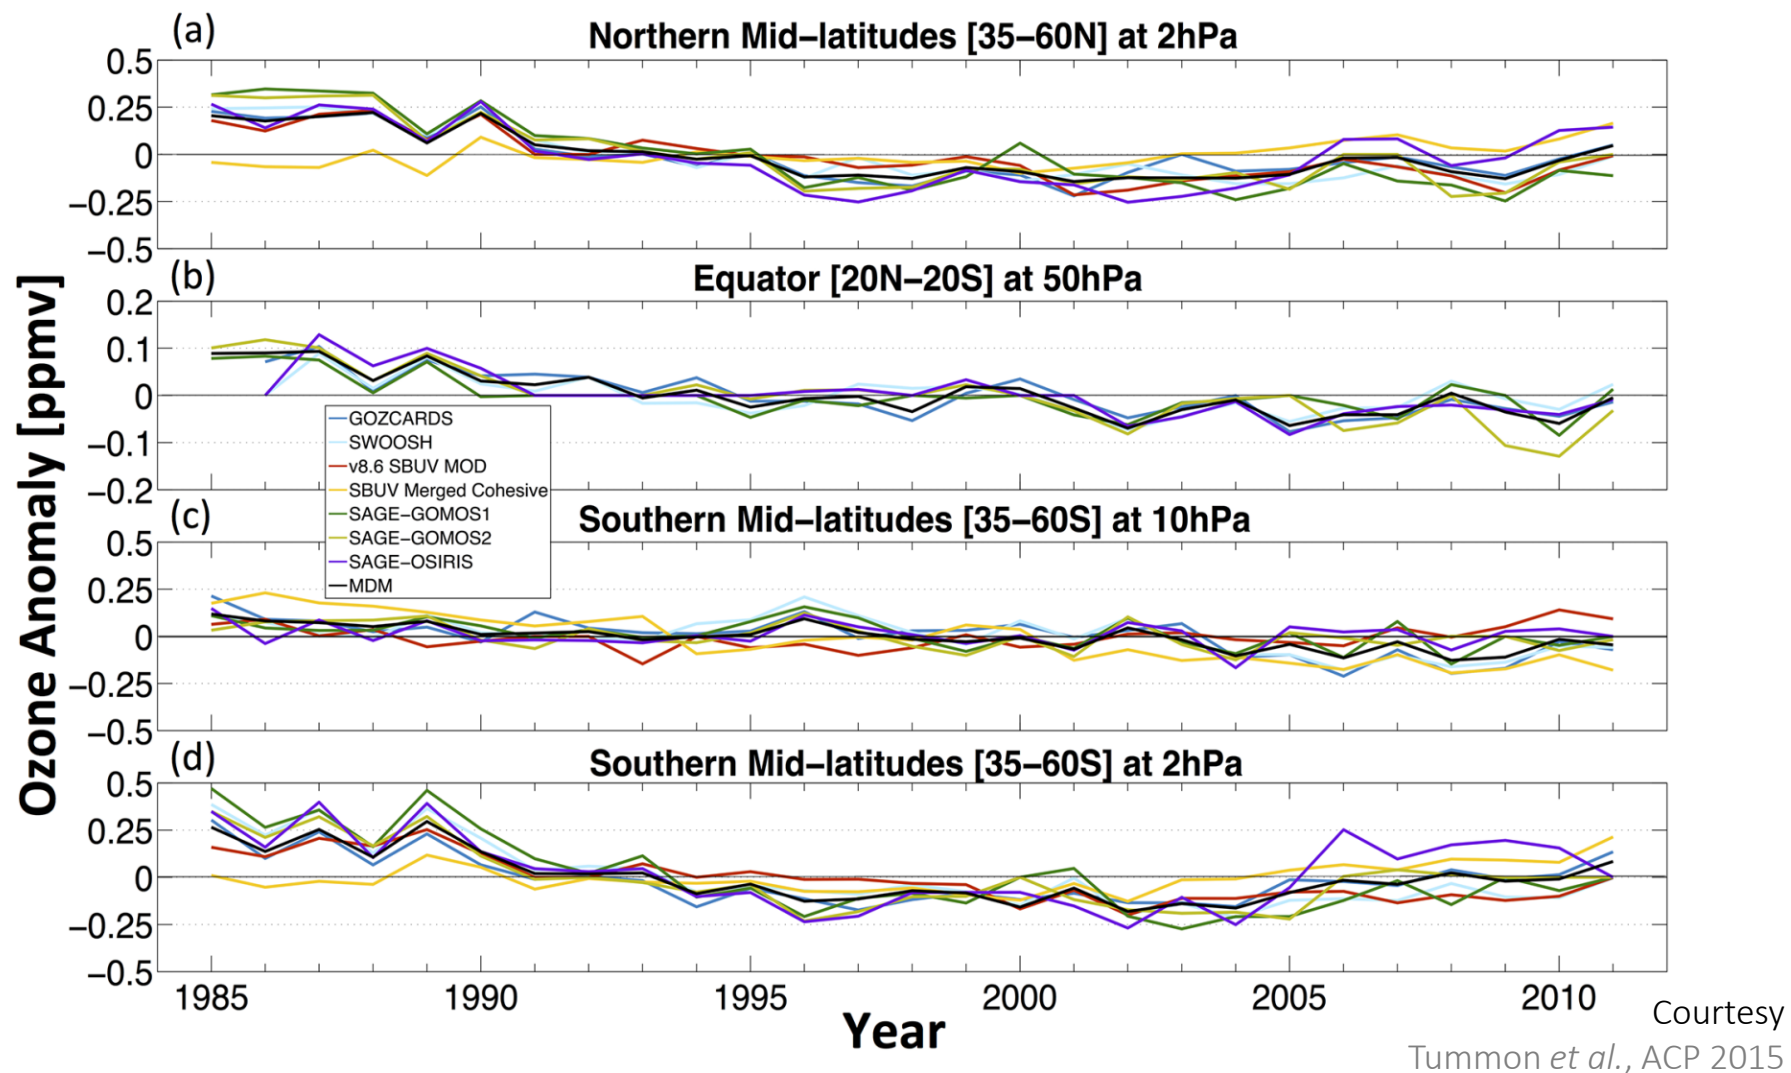 (a)
Northern Mid–latitudes [35–60N] at 2hPa
0.5
0.25
0
−0.25
−0.5
(b)
Equator [20N–20S] at 50hPa
0.2
0.1
0
−0.1
−0.2
GOZCARDS
SWOOSH
v8.6 SBUV MOD
SBUV Merged Cohesive
SAGE–GOMOS1
SAGE–GOMOS2
SAGE–OSIRIS
MDM
(c)
Southern Mid–latitudes [35–60S] at 10hPa
0.5
0.25
0
−0.25
−0.5
(d)
Southern Mid–latitudes [35–60S] at 2hPa
0.5
0.25
0
−0.25
−0.5
1985 1990 1995 2000 2005 2010
Ozone Anomaly [ppmv]
Year
Courtesy
Tummon et al., ACP 2015